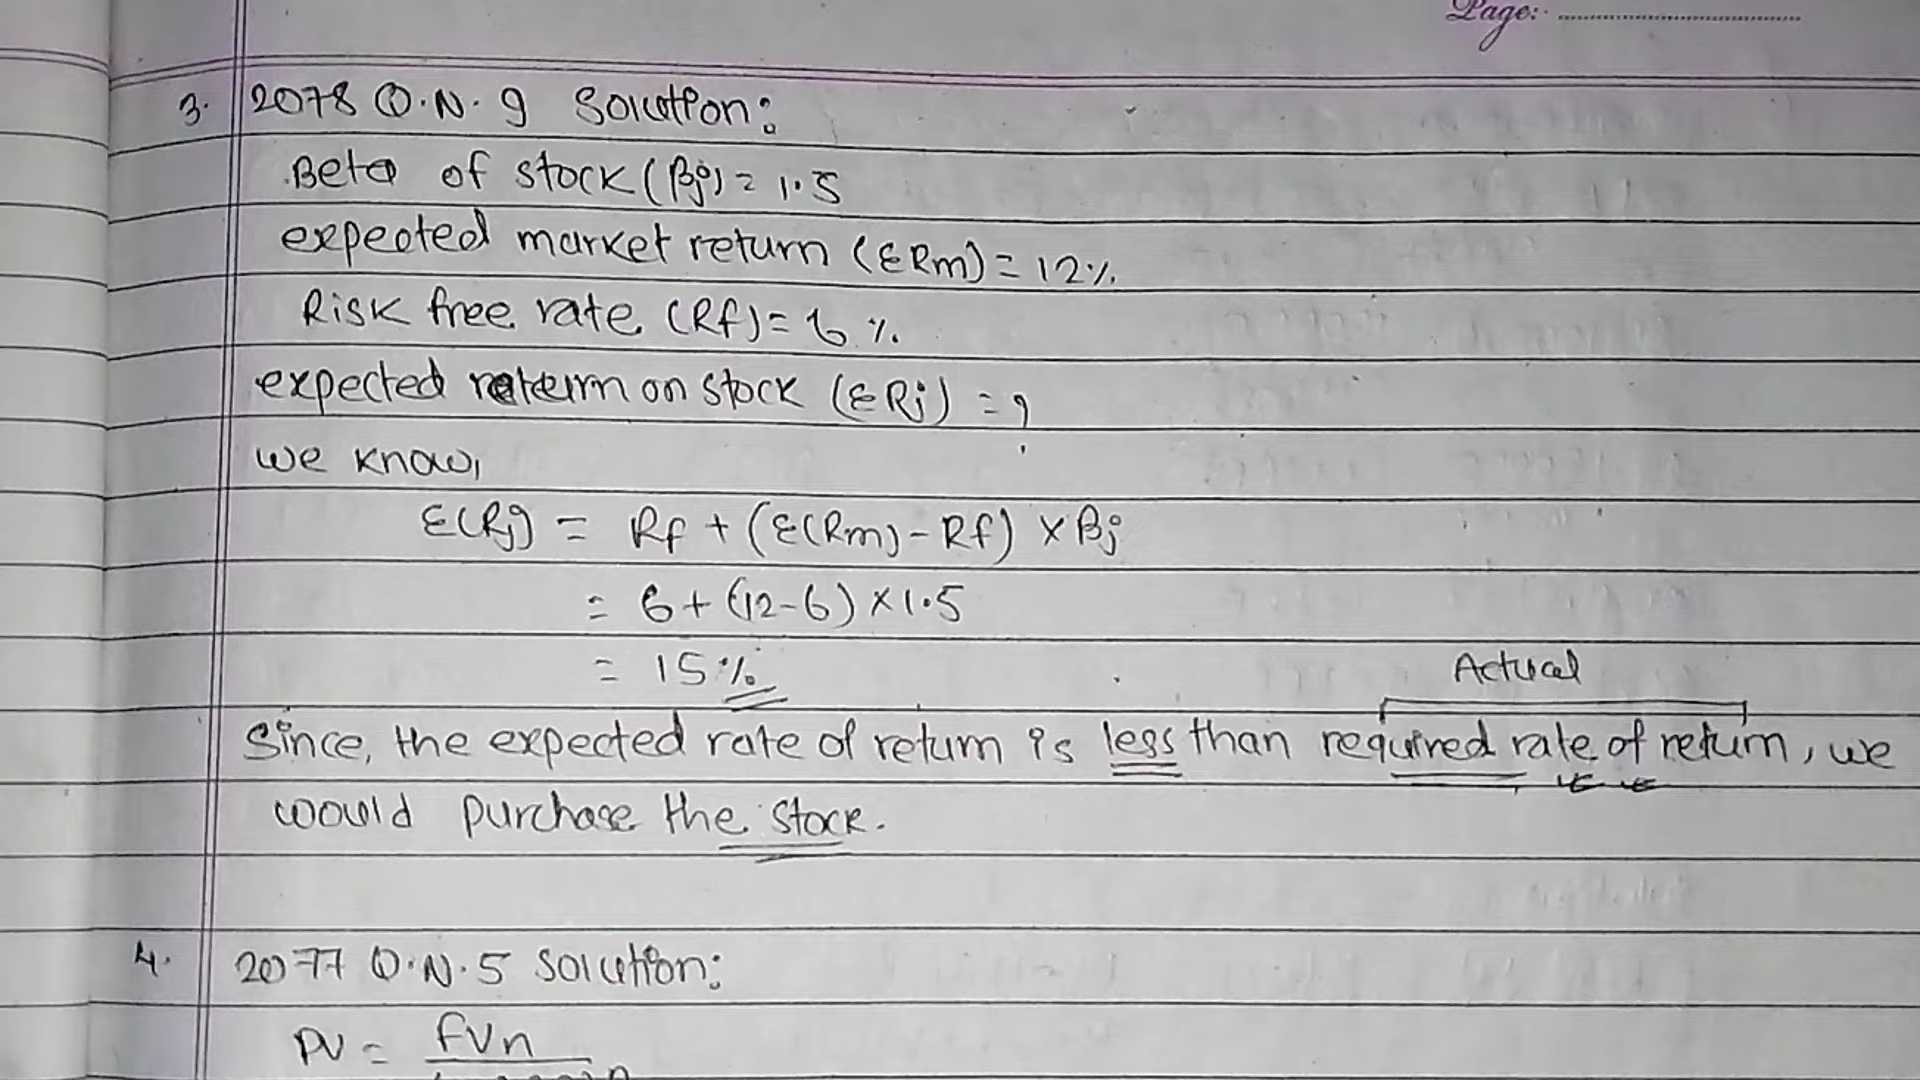 Page:
3. 2078 Q.N. 9 Solution:
Beta of stock (βj) = 1.5
expected market return (ERm) = 12%
Risk free rate (Rf) = 6%
expected return on stock (ERj) = ?
we know,
E(Rj) = Rf + (E(Rm) - Rf) × Bj
= 6 + (12-6) × 1.5
= 15%
Actual
Since, the expected rate of return is less than required rate of return, we
would purchase the stock.
4. 2077 Q.N. 5 Solution:
PV = FVn